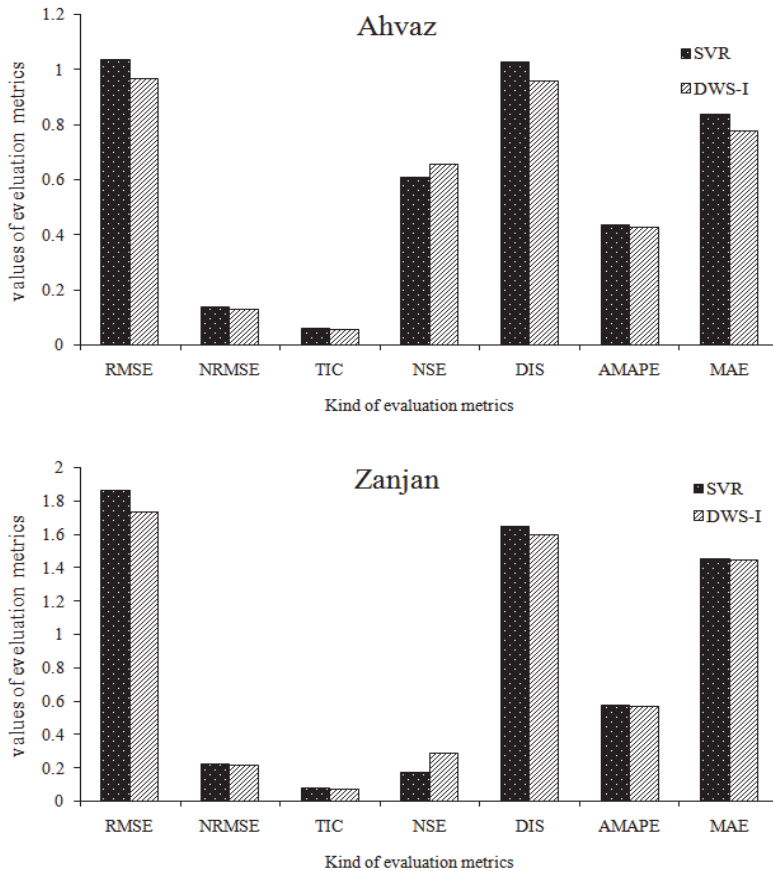 Ahvaz
SVR
DWS-I
values of eveluation metrics
1.2
1
0.8
0.6
0.4
0.2
0
RMSE NRMSE TIC NSE DIS AMAPE MAE
Kind of evaluation metrics
Zanjan
SVR
DWS-I
values of eveluation metrics
2
1.8
1.6
1.4
1.2
1
0.8
0.6
0.4
0.2
0
RMSE NRMSE TIC NSE DIS AMAPE MAE
Kind of evaluation metrics